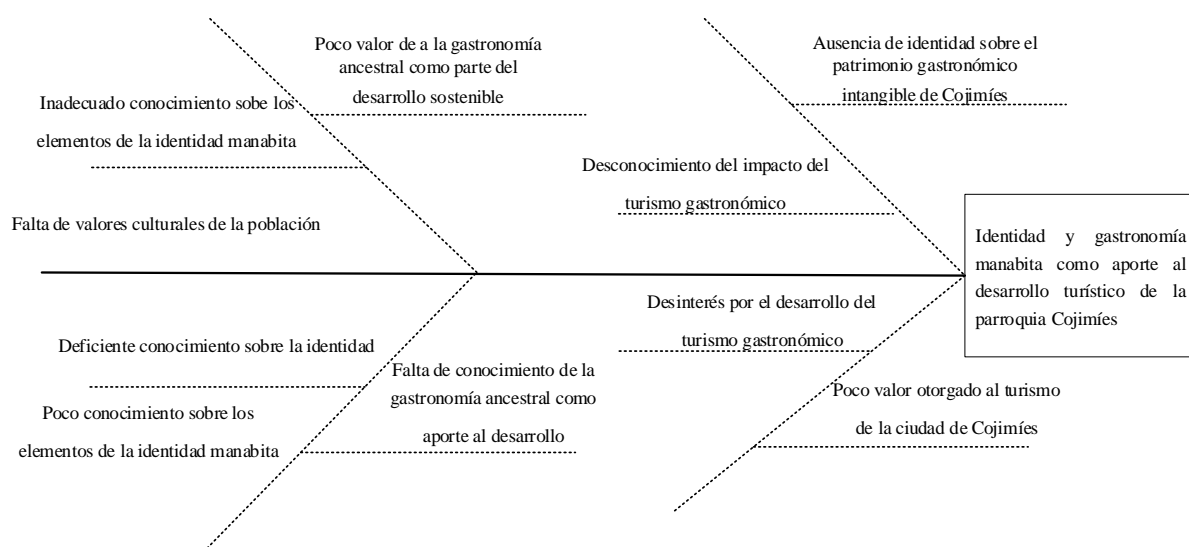 Poco valor de a la gastronomía
ancestral como parte del
desarrollo sostenible
Ausencia de identidad sobre el
patrimonio gastronómico
intangible de Cojimíes
Inadecuado conocimiento sobe los
elementos de la identidad manabita
Desconocimiento del impacto del
turismo gastronómico
Falta de valores culturales de la población
Identidad y gastronomía
manabita como aporte al
desarrollo turístico de la
parroquia Cojimíes
Desinterés por el desarrollo del
turismo gastronómico
Deficiente conocimiento sobre la identidad
Falta de conocimiento de la
gastronomía ancestral como
aporte al desarrollo
Poco conocimiento sobre los
elementos de la identidad manabita
Poco valor otorgado al turismo
de la ciudad de Cojimíes